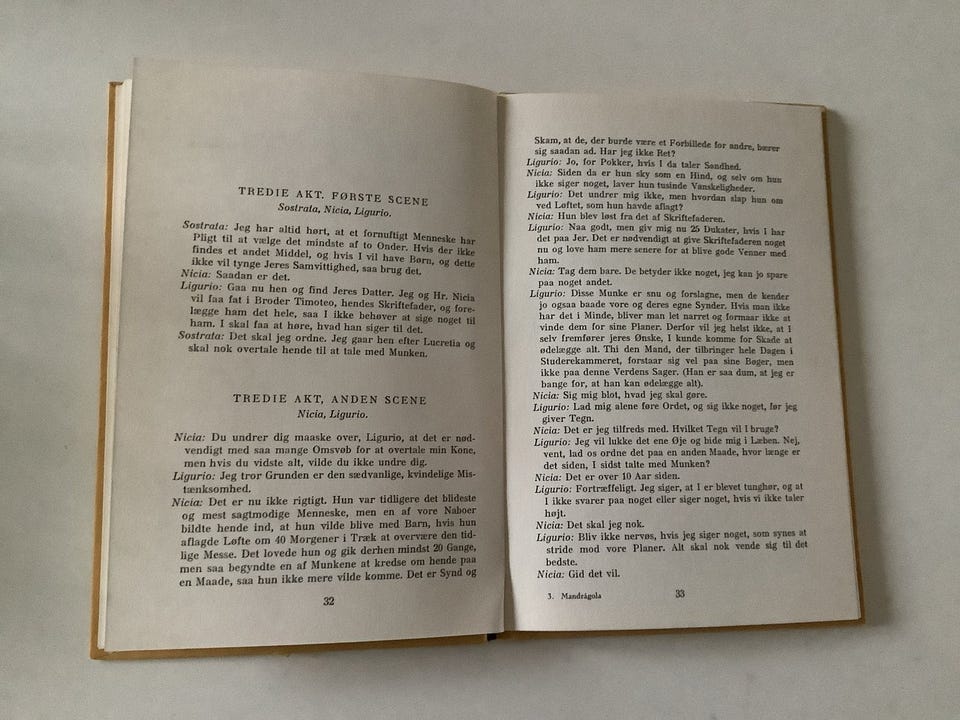 TREDIE AKT, FØRSTE SCENE
Sostrata, Nicia, Ligurio.
Sostrata: Jeg har altid hørt, at et fornuftigt Menneske har
Pligt til at vælge det mindste af to Onder. Hvis der ikke
findes et andet Middel, og hvis I vil have Børn, og dette
ikke vil tynge Jeres Samvittighed, saa brug det.
Nicia: Saadan er det.
Ligurio: Gaa nu hen og find Jeres Datter. Jeg og Hr. Nicia
vil faa fat i Broder Timoteo, hendes Skriftefader, og fore-
lægge ham det hele, saa I ikke behøver at sige noget til
ham. I skal faa at høre, hvad han siger til det.
Sostrata: Det skal jeg ordne. Jeg gaar hen efter Lucretia og
skal nok overtale hende til at tale med Munken.
TREDIE AKT, ANDEN SCENE
Nicia, Ligurio.
Nicia: Du undrer dig maaske over, Ligurio, at det er nød-
vendigt med saa mange Omsvøb for at overtale min Kone,
men hvis du vidste alt, vilde du ikke undre dig.
Ligurio: Jeg tror Grunden er den sædvanlige, kvindelige Mis-
tænksomhed.
Nicia: Det er nu ikke rigtigt. Hun var tidligere det blideste
og mest sagtmodige Menneske, men en af vore Naboer
bildte hende ind, at hun vilde blive med Barn, hvis hun
aflagde Løfte om 40 Morgener i Træk at overvære den tid-
lige Messe. Det lovede hun og gik derhen mindst 20 Gange,
men saa begyndte en af Munkene at kredse om hende paa
en Maade, saa hun ikke mere vilde komme. Det er Synd og
32
Skam, at de, der burde være et Forbillede for andre, bærer
sig saadan ad. Har jeg ikke Ret?
Ligurio: Jo, for Pokker, hvis I da taler Sandhed.
Nicia: Siden da er hun sky som en Hind, og selv om hun
ikke siger noget, laver hun tusinde Vanskeligheder.
Ligurio: Det undrer mig ikke, men hvordan slap hun om
ved Løftet, som hun havde aflagt?
Nicia: Hun blev løst fra det af Skriftefaderen.
Ligurio: Naa godt, men giv mig nu 25 Dukater, hvis I har
det paa Jer. Det er nødvendigt at give Skriftefaderen noget
nu og love ham mere senere for at blive gode Venner med
ham.
Nicia: Tag dem bare. De betyder ikke noget, jeg kan jo spare
paa noget andet.
Ligurio: Disse Munke er snu og forslagne, men de kender
jo ogsaa baade vore og deres egne Synder. Hvis man ikke
har det i Minde, bliver man let narret og formaar ikke at
vinde dem for sine Planer. Derfor vil jeg helst ikke, at I
selv fremfører jeres Ønske, I kunde komme for Skade at
ødelægge alt. Thi den Mand, der tilbringer hele Dagen i
Studerekammeret, forstaar sig vel paa sine Bøger, men
ikke paa denne Verdens Sager. (Han er saa dum, at jeg er
bange for, at han kan ødelægge alt).
Nicia: Sig mig blot, hvad jeg skal gøre.
Ligurio: Lad mig alene føre Ordet, og sig ikke noget, før jeg
giver Tegn.
Nicia: Det er jeg tilfreds med. Hvilket Tegn vil I bruge?
Ligurio: Jeg vil lukke det ene Øje og bide mig i Læben. Nej,
vent, lad os ordne det paa en anden Maade, hvor længe er
det siden, I sidst talte med Munken?
Nicia: Det er over 10 Aar siden.
Ligurio: Fortræffeligt. Jeg siger, at I er blevet tunghør, og at
I ikke svarer paa noget eller siger noget, hvis vi ikke taler
højt.
Nicia: Det skal jeg nok.
Ligurio: Bliv ikke nervøs, hvis jeg siger noget, som synes at
stride mod vore Planer. Alt skal nok vende sig til det
bedste.
Nicia: Gid det vil.
3. Mandrágola
33